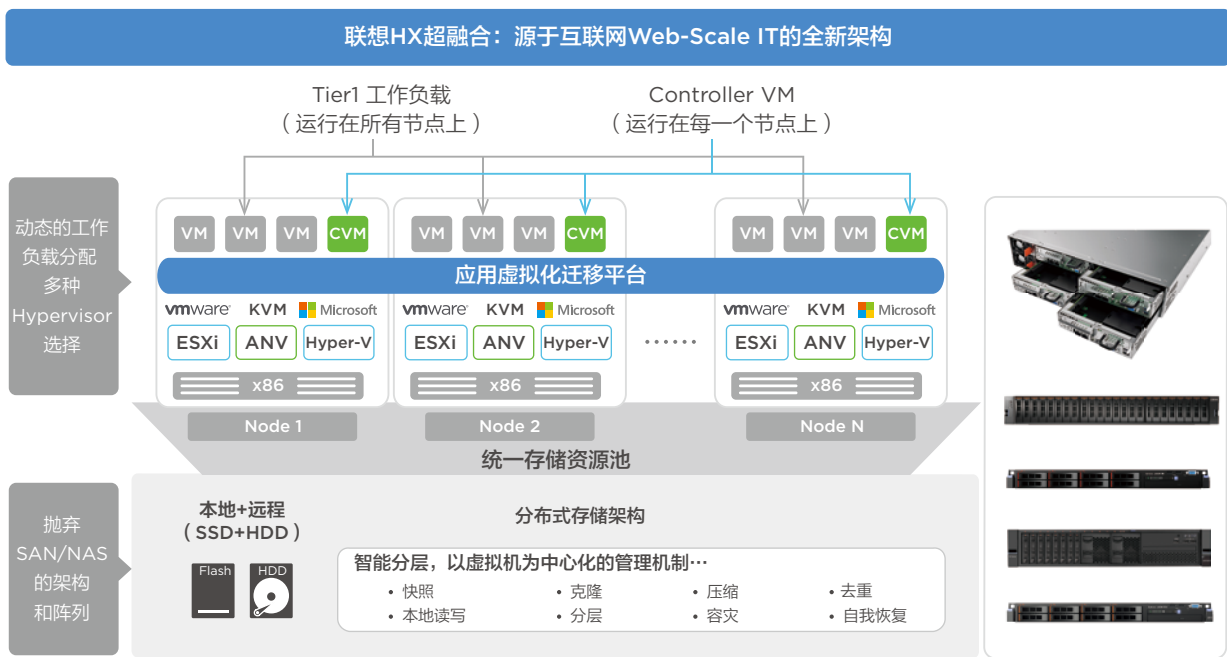 联想HX超融合：源于互联网Web-Scale IT的全新架构
Tier1 工作负载
（运行在所有节点上）
Controller VM
（运行在每一个节点上）
动态的工作
负载分配
多种
Hypervisor
选择
VM VM VM CVM
VM VM VM CVM
VM VM VM CVM
应用虚拟化迁移平台
vmware KVM Microsoft
vmware KVM Microsoft
vmware KVM Microsoft
ESXi ANV Hyper-V
ESXi ANV Hyper-V
……
ESXi ANV Hyper-V
x86
x86
x86
Node 1
Node 2
Node N
统一存储资源池
抛弃
SAN/NAS
的架构
和阵列
本地+远程
（SSD+HDD）
Flash
HDD
分布式存储架构
智能分层，以虚拟机为中心化的管理机制…
• 快照 • 克隆 • 压缩 • 去重
• 本地读写 • 分层 • 容灾 • 自我恢复